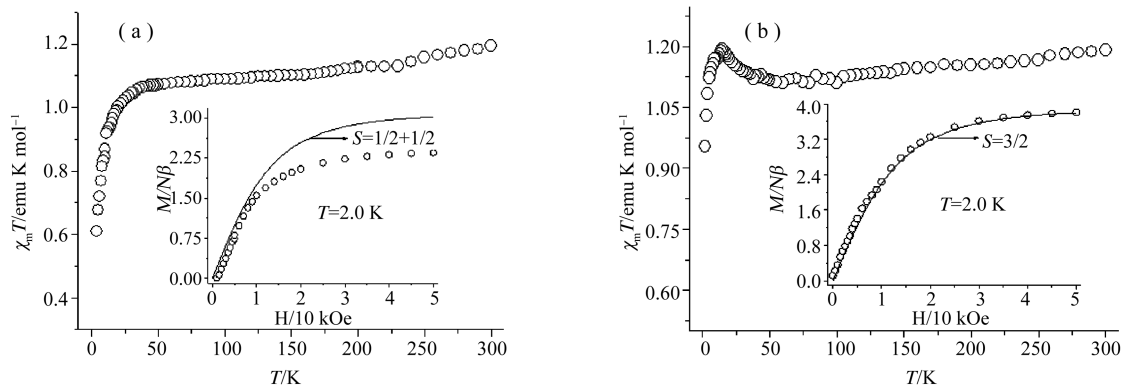 (a)
χmT/emu K mol⁻¹
1.2
1.0
0.8
0.6
0.4
0 50 100 150 200 250 300
T/K
M/Nβ
3.00
2.25
1.50
0.75
0.00
S=1/2+1/2
T=2.0 K
0 1 2 3 4 5
H/10 kOe
(b)
χmT/emu K mol⁻¹
1.20
1.05
0.90
0.75
0.60
0 50 100 150 200 250 300
T/K
M/Nβ
4.0
3.2
2.4
1.6
0.8
0.0
S=3/2
T=2.0 K
0 1 2 3 4 5
H/10 kOe